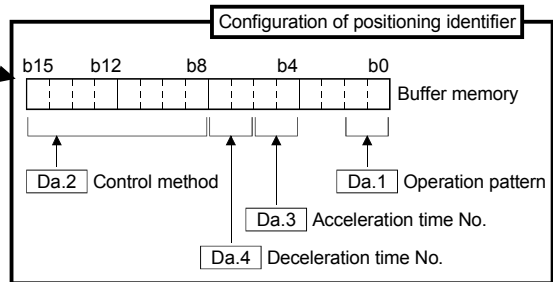 Configuration of positioning identifier
b15 b12 b8 b4 b0
Buffer memory
Da.2 Control method
Da.1 Operation pattern
Da.3 Acceleration time No.
Da.4 Deceleration time No.